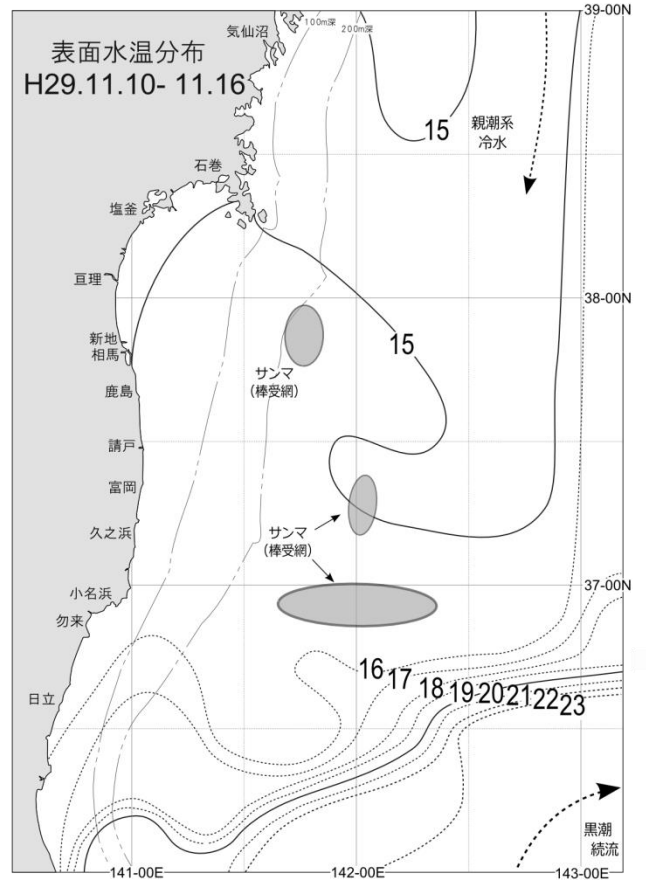 表面水温分布
H29.11.10- 11.16
気仙沼
100m深
200m深
39-00N
15
親潮系
冷水
石巻
塩釜
亘理
38-00N
新地
相馬
15
サンマ
(棒受網)
鹿島
請戸
富岡
久之浜
サンマ
(棒受網)
37-00N
小名浜
勿来
16
17
18
19
20
21
22
23
日立
黒潮
続流
141-00E
142-00E
143-00E